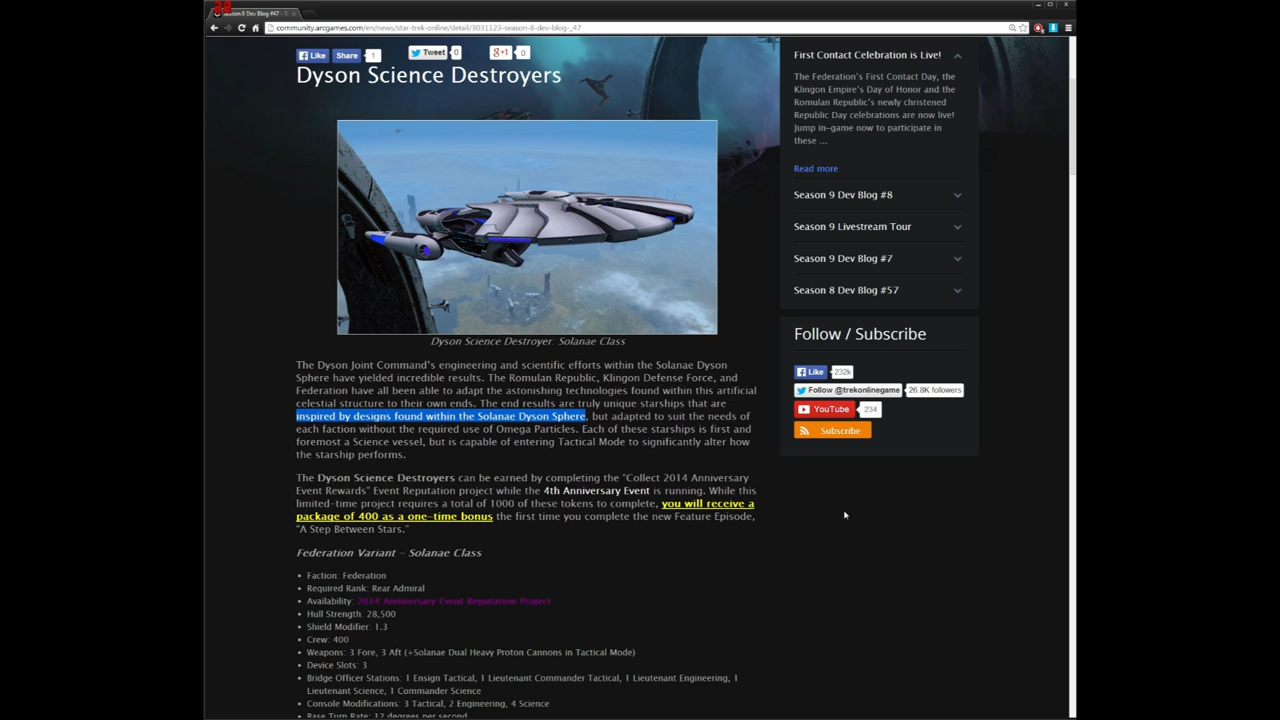 Season 8 Dev Blog #47 - S
community.arcgames.com/en/news/star-trek-online/detail/3031123-season-8-dev-blog-_47
Like Share 1 Tweet 0 g+1 0
Dyson Science Destroyers
Dyson Science Destroyer: Solanae Class
The Dyson Joint Command's engineering and scientific efforts within the Solanae Dyson
Sphere have yielded incredible results. The Romulan Republic, Klingon Defense Force, and
Federation have all been able to adapt the astonishing technologies found within this artificial
celestial structure to their own ends. The end results are truly unique starships that are
inspired by designs found within the Solanae Dyson Sphere, but adapted to suit the needs of
each faction without the required use of Omega Particles. Each of these starships is first and
foremost a Science vessel, but is capable of entering Tactical Mode to significantly alter how
the starship performs.
The Dyson Science Destroyers can be earned by completing the "Collect 2014 Anniversary
Event Rewards" Event Reputation project while the 4th Anniversary Event is running. While this
limited-time project requires a total of 1000 of these tokens to complete, you will receive a
package of 400 as a one-time bonus the first time you complete the new Feature Episode,
"A Step Between Stars."
Federation Variant – Solanae Class
• Faction: Federation
• Required Rank: Rear Admiral
• Availability: 2014 Anniversary Event Reputation Project
• Hull Strength: 28,500
• Shield Modifier: 1.3
• Crew: 400
• Weapons: 3 Fore, 3 Aft (+Solanae Dual Heavy Proton Cannons in Tactical Mode)
• Device Slots: 3
• Bridge Officer Stations: 1 Ensign Tactical, 1 Lieutenant Commander Tactical, 1 Lieutenant Engineering, 1
Lieutenant Science, 1 Commander Science
• Console Modifications: 3 Tactical, 2 Engineering, 4 Science
• Base Turn Rate: 12 degrees per second
First Contact Celebration is Live!
The Federation's First Contact Day, the
Klingon Empire's Day of Honor and the
Romulan Republic's newly christened
Republic Day celebrations are now live!
Jump in-game now to participate in
these ...
Read more
Season 9 Dev Blog #8
Season 9 Livestream Tour
Season 9 Dev Blog #7
Season 8 Dev Blog #57
Follow / Subscribe
Like 232k
Follow @trekonlinegame 26.8K followers
YouTube 234
Subscribe